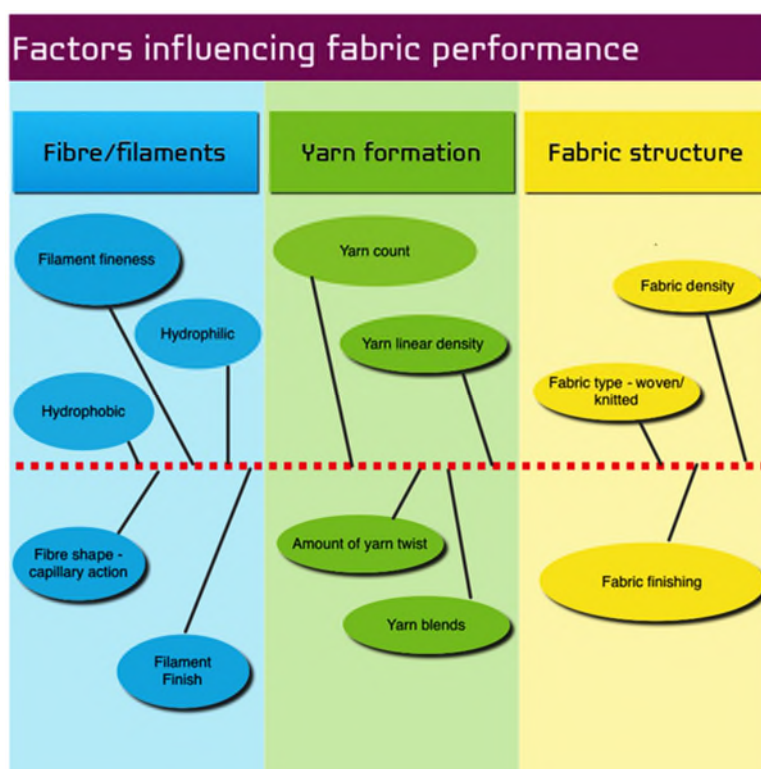 Factors influencing fabric performance
Fibre/filaments
Yarn formation
Fabric structure
Filament fineness
Hydrophilic
Hydrophobic
Fibre shape -
capillary action
Filament
Finish
Yarn count
Yarn linear density
Amount of yarn twist
Yarn blends
Fabric density
Fabric type - woven/
knitted
Fabric finishing